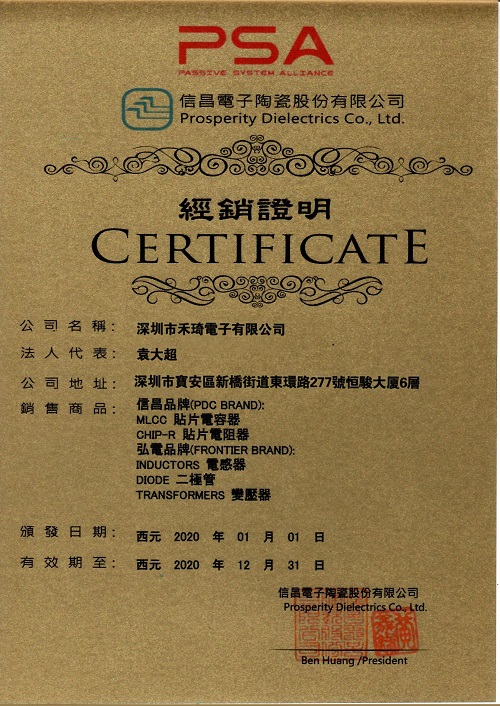 PSA
PASSIVE SYSTEM ALLIANCE
信昌電子陶瓷股份有限公司
Prosperity Dielectrics Co., Ltd.
經銷證明
CERTIFICATE
公司名稱： 深圳市禾琦電子有限公司
法人代表： 袁大超
公司地址： 深圳市寶安區新橋街道東環路277號恒駿大厦6層
銷售商品： 信昌品牌(PDC BRAND):
MLCC 貼片電容器
CHIP-R 貼片電阻器
弘電品牌(FRONTIER BRAND):
INDUCTORS 電感器
DIODE 二極管
TRANSFORMERS 變壓器
頒發日期： 西元 2020 年 01 月 01 日
有效期至： 西元 2020 年 12 月 31 日
信昌電子陶瓷股份有限公司
Prosperity Dielectrics Co., Ltd.
Ben Huang /President